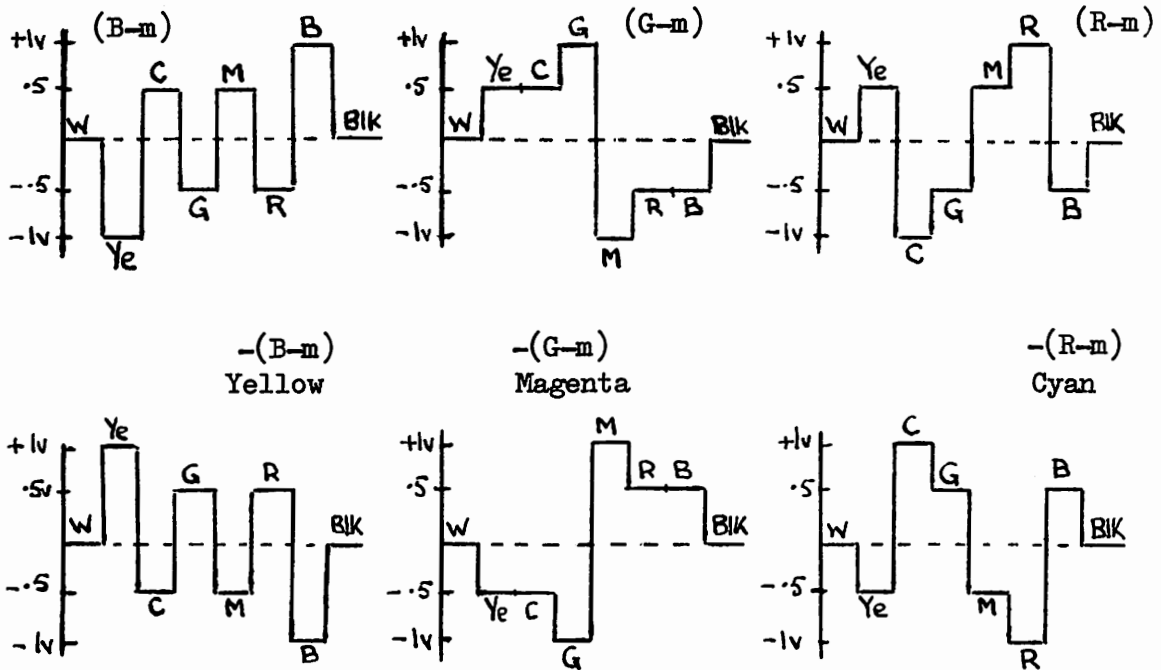 (B-m)
+1v
.5
-.5
-1v
W
Ye
C
G
M
R
B
Blk
(G-m)
+1v
.5
-.5
-1v
W
Ye
C
G
M
R
B
Blk
(R-m)
+1v
.5
-.5
-1v
W
Ye
C
G
M
R
B
Blk
-(B-m)
Yellow
+1v
.5v
-.5
-1v
W
Ye
C
G
M
R
B
Blk
-(G-m)
Magenta
+1v
.5
-.5
-1v
W
Ye
C
G
M
R
B
Blk
-(R-m)
Cyan
+1v
.5
-.5
-1v
W
Ye
C
G
M
R
B
Blk